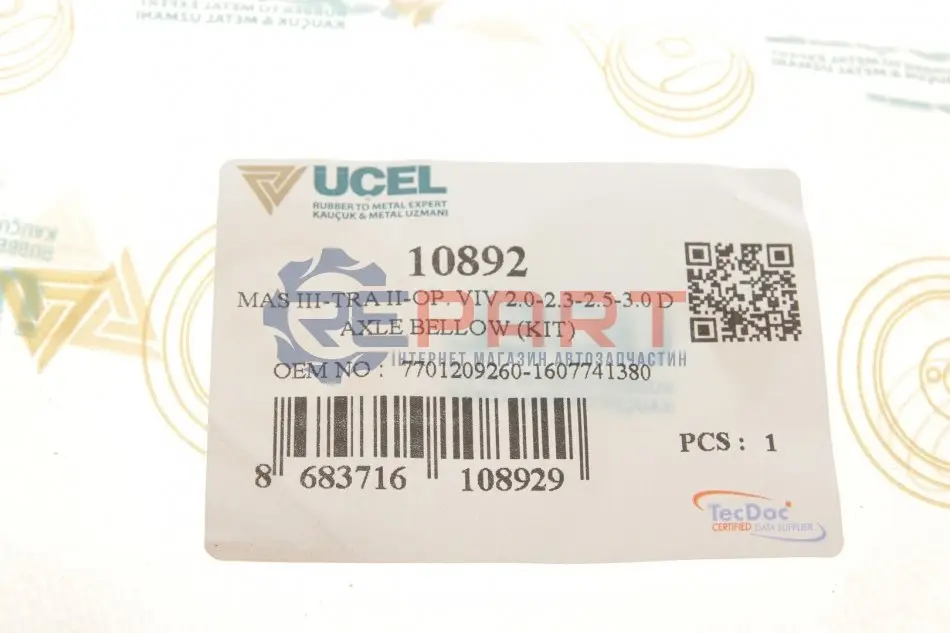 UÇEL
RUBBER TO METAL EXPERT
KAUÇUK & METAL UZMANI
10892
MAS III-TRA II-OP. VIV 2.0-2.3-2.5-3.0 D
AXLE BELLOW (KIT)
REPART
ІНТЕРНЕТ МАГАЗИН АВТОЗАПЧАСТИН
OEM NO : 7701209260-1607741380
8 683716 108929
PCS : 1
TecDoc
CERTIFIED DATA SUPPLIER